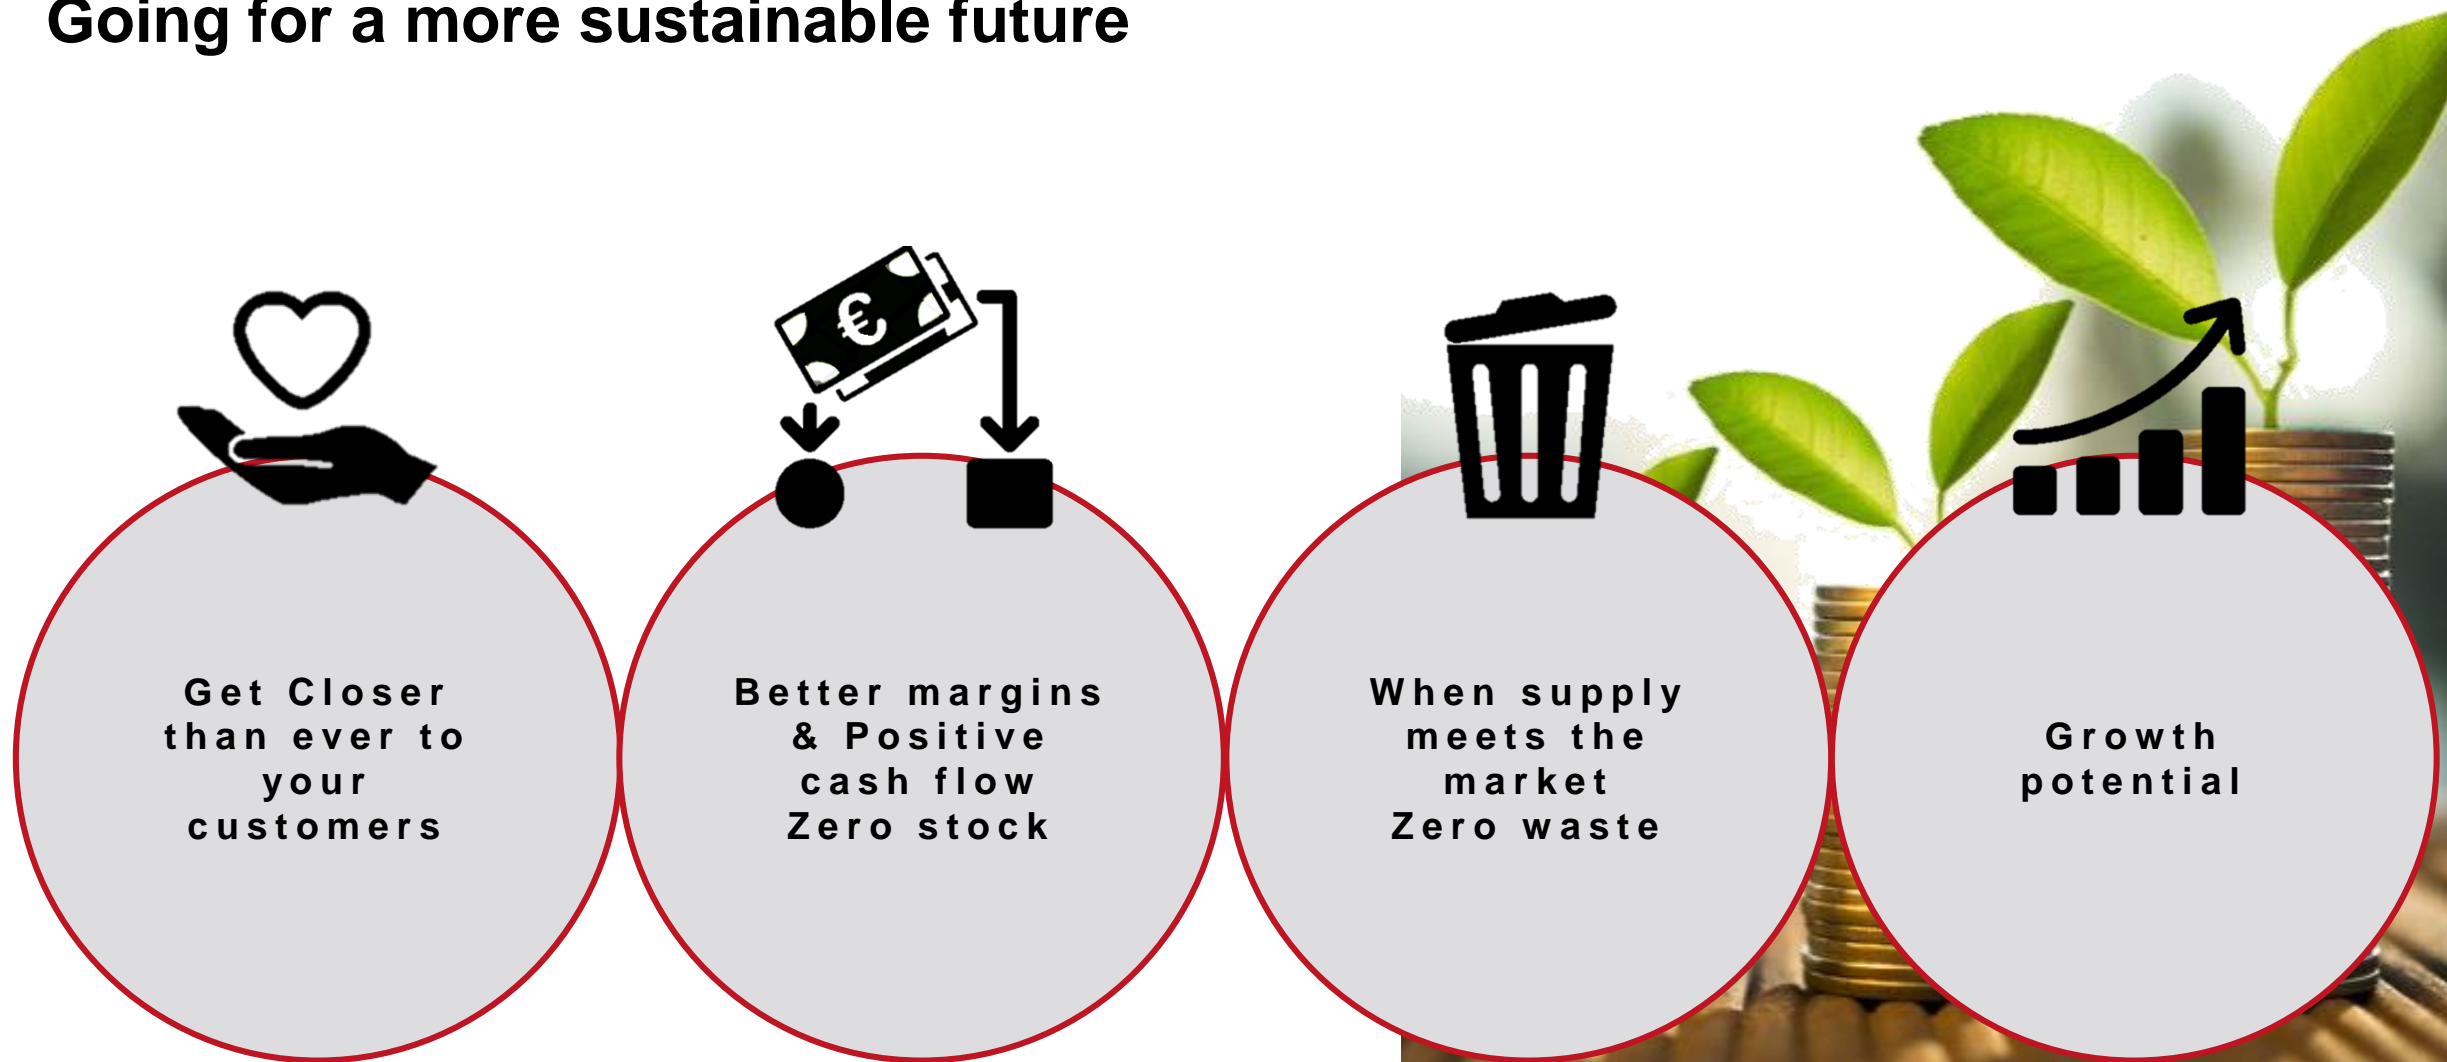 Going for a more sustainable future
€
Get Closer
than ever to
your
customers
Better margins
& Positive
cash flow
Zero stock
When supply
meets the
market
Zero waste
Growth
potential